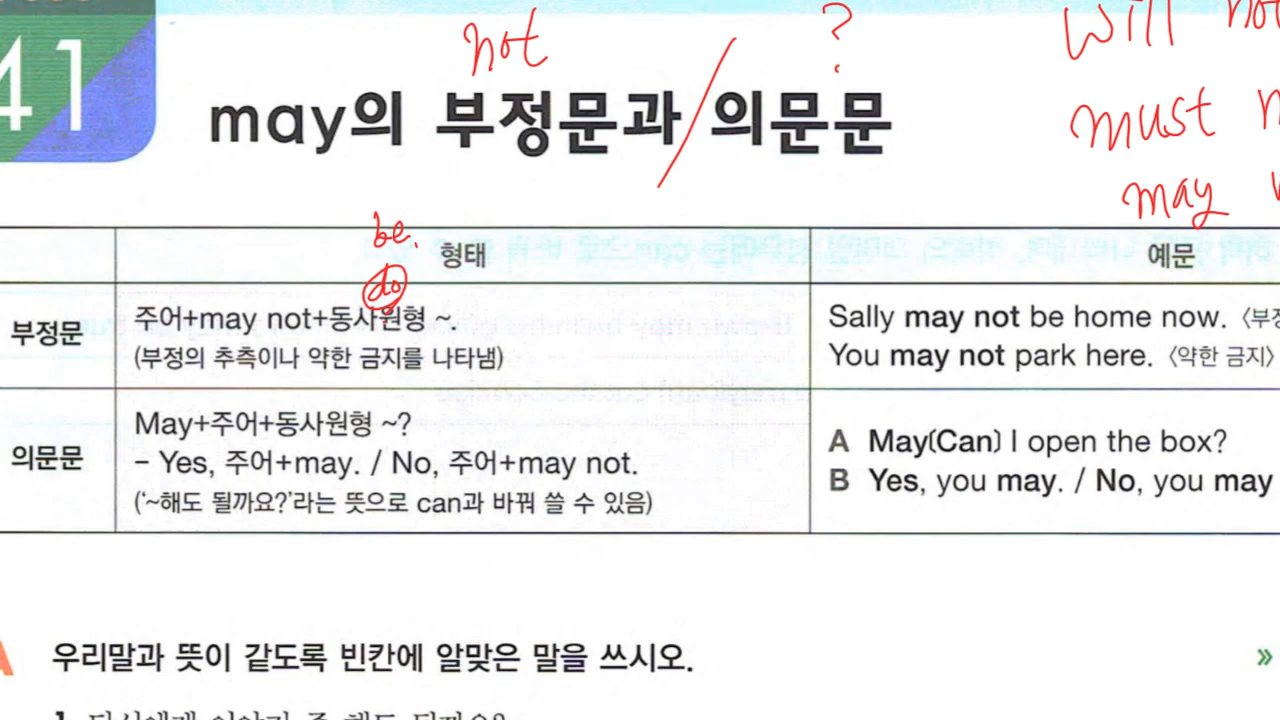 not
?
will
41
must
may의 부정문과 / 의문문
may
be.
형태
예문
do
부정문
주어+may not+동사원형 ~
(부정의 추측이나 약한 금지를 나타냄)
Sally may not be home now.
You may not park here. 〈약한 금지〉
의문문
May+주어+동사원형 ~?
– Yes, 주어+may. / No, 주어+may not.
('~해도 될까요?'라는 뜻으로 can과 바꿔 쓸 수 있음)
A May(Can) I open the box?
B Yes, you may. / No, you may
A 우리말과 뜻이 같도록 빈칸에 알맞은 말을 쓰시오. »